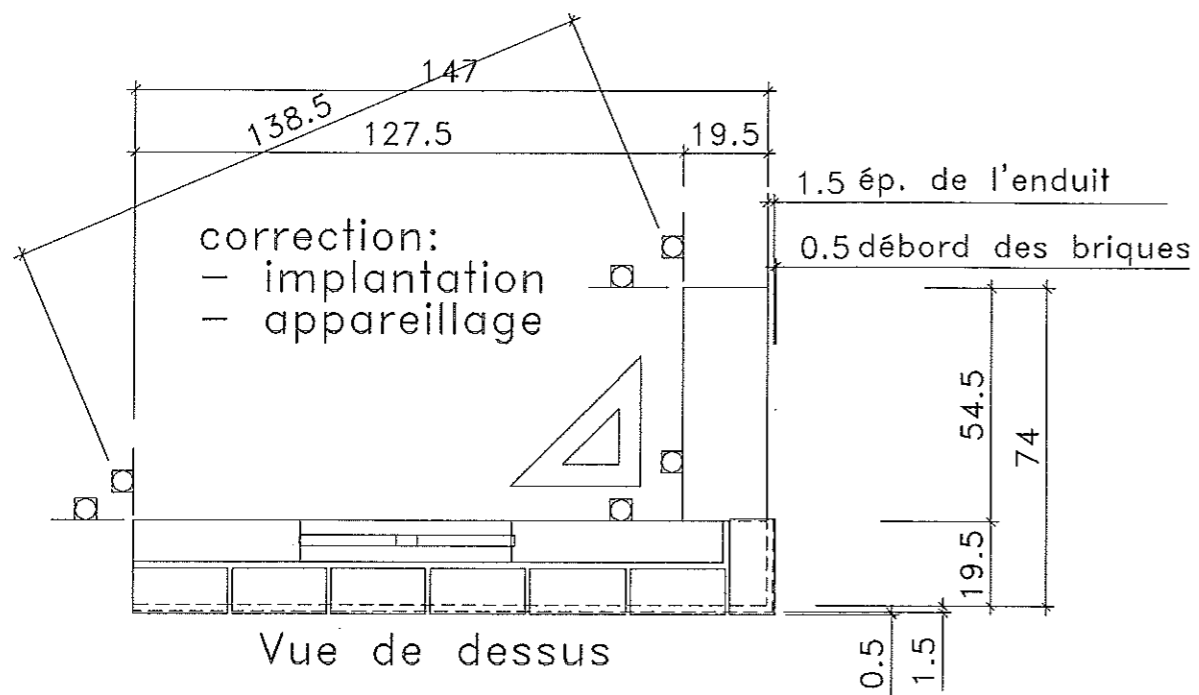 147
138.5
127.5
19.5
1.5 ép. de l'enduit
0.5 débord des briques
correction:
– implantation
– appareillage
54.5
74
19.5
0.5
1.5
Vue de dessus